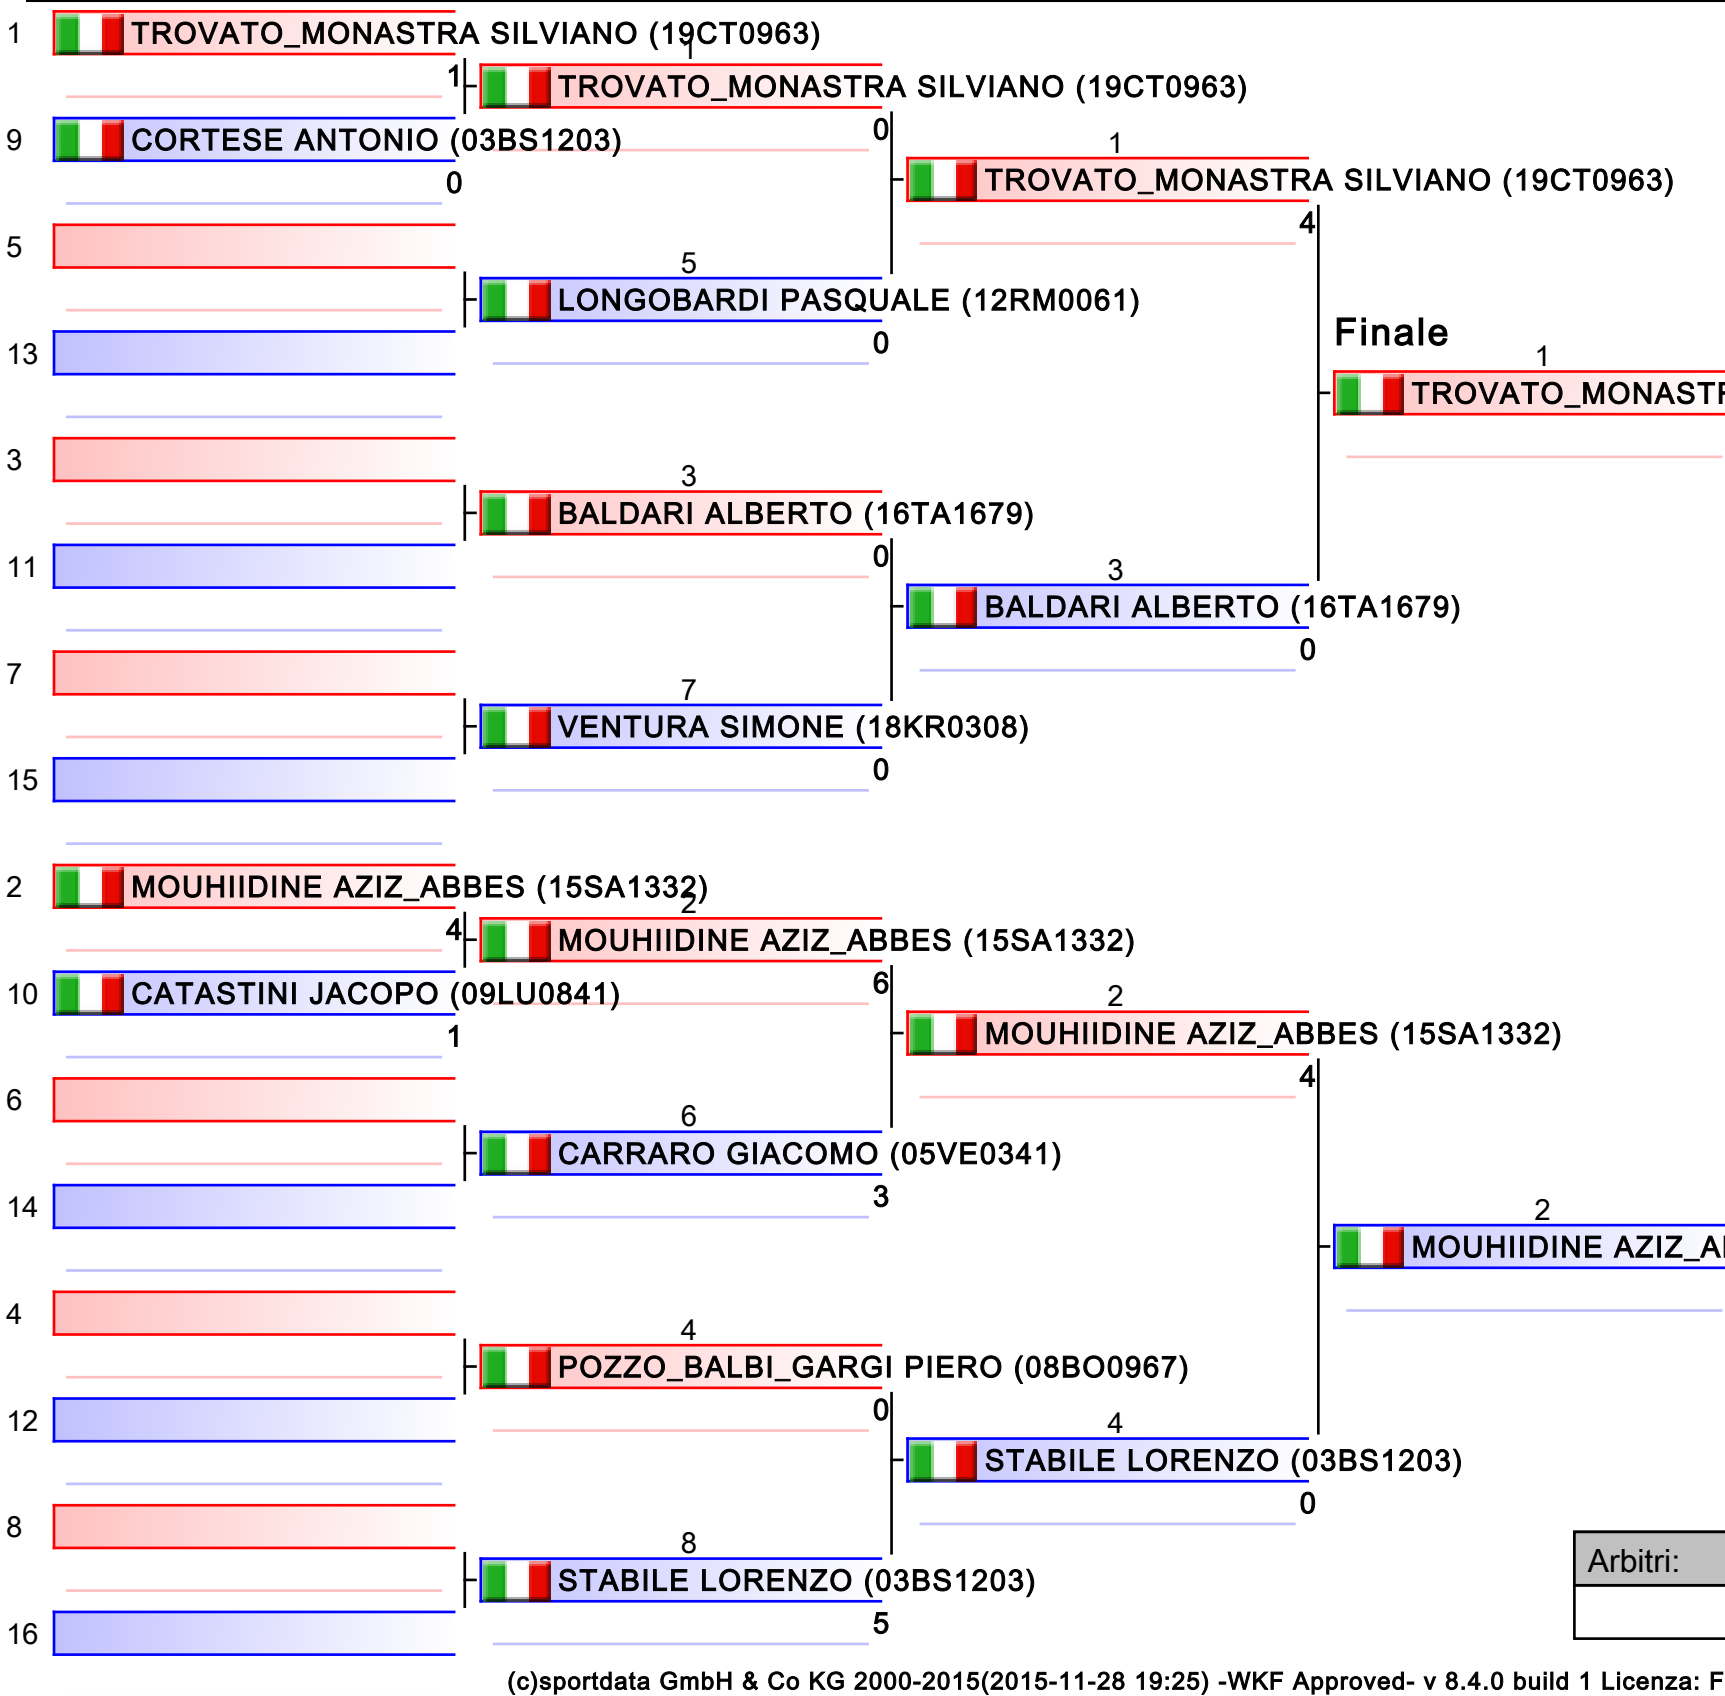 1 TROVATO_MONASTRA SILVIANO (19CT0963)
1
1 TROVATO_MONASTRA SILVIANO (19CT0963)
0
9 CORTESE ANTONIO (03BS1203)
0
1
TROVATO_MONASTRA SILVIANO (19CT0963)
4
5
5
LONGOBARDI PASQUALE (12RM0061)
0
13
Finale
1
TROVATO_MONASTR
3
3
BALDARI ALBERTO (16TA1679)
0
11
3
BALDARI ALBERTO (16TA1679)
0
7
7
VENTURA SIMONE (18KR0308)
0
15
2 MOUHIIDINE AZIZ_ABBES (15SA1332)
4
2
MOUHIIDINE AZIZ_ABBES (15SA1332)
6
10 CATASTINI JACOPO (09LU0841)
1
2
MOUHIIDINE AZIZ_ABBES (15SA1332)
4
6
6
CARRARO GIACOMO (05VE0341)
3
14
2
MOUHIIDINE AZIZ_A
4
4
POZZO_BALBI_GARGI PIERO (08BO0967)
0
12
4
STABILE LORENZO (03BS1203)
0
8
8
STABILE LORENZO (03BS1203)
5
16
Arbitri:
(c)sportdata GmbH & Co KG 2000-2015(2015-11-28 19:25) -WKF Approved- v 8.4.0 build 1 Licenza: F